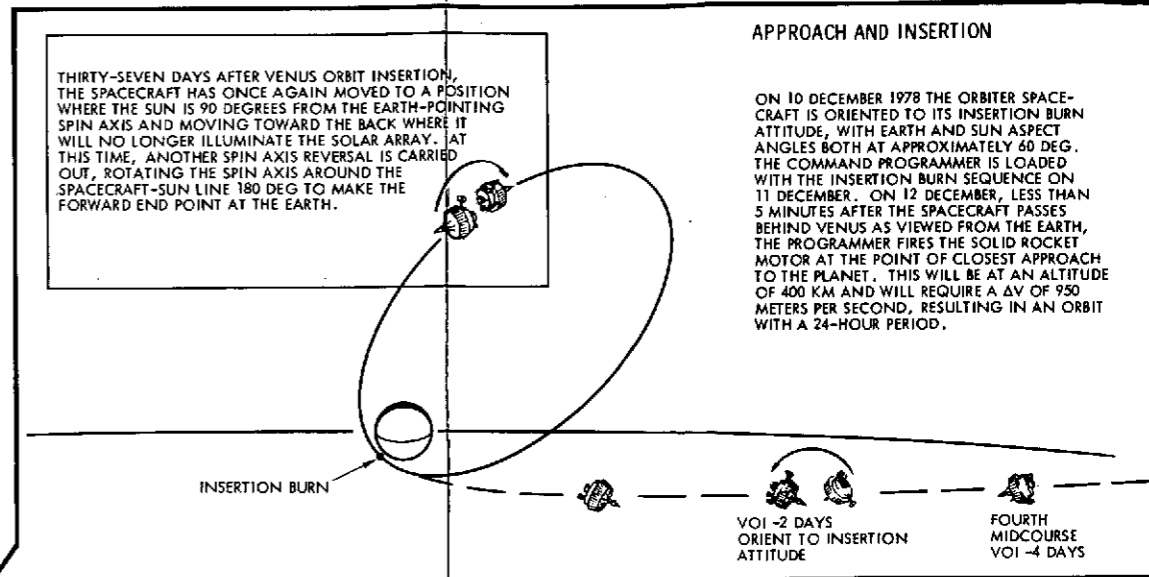 THIRTY-SEVEN DAYS AFTER VENUS ORBIT INSERTION,
THE SPACECRAFT HAS ONCE AGAIN MOVED TO A POSITION
WHERE THE SUN IS 90 DEGREES FROM THE EARTH-POINTING
SPIN AXIS AND MOVING TOWARD THE BACK WHERE IT
WILL NO LONGER ILLUMINATE THE SOLAR ARRAY. AT
THIS TIME, ANOTHER SPIN AXIS REVERSAL IS CARRIED
OUT, ROTATING THE SPIN AXIS AROUND THE
SPACECRAFT-SUN LINE 180 DEG TO MAKE THE
FORWARD END POINT AT THE EARTH.
APPROACH AND INSERTION
ON 10 DECEMBER 1978 THE ORBITER SPACE-
CRAFT IS ORIENTED TO ITS INSERTION BURN
ATTITUDE, WITH EARTH AND SUN ASPECT
ANGLES BOTH AT APPROXIMATELY 60 DEG.
THE COMMAND PROGRAMMER IS LOADED
WITH THE INSERTION BURN SEQUENCE ON
11 DECEMBER. ON 12 DECEMBER, LESS THAN
5 MINUTES AFTER THE SPACECRAFT PASSES
BEHIND VENUS AS VIEWED FROM THE EARTH,
THE PROGRAMMER FIRES THE SOLID ROCKET
MOTOR AT THE POINT OF CLOSEST APPROACH
TO THE PLANET. THIS WILL BE AT AN ALTITUDE
OF 400 KM AND WILL REQUIRE A ΔV OF 950
METERS PER SECOND, RESULTING IN AN ORBIT
WITH A 24-HOUR PERIOD.
INSERTION BURN
VOI -2 DAYS
ORIENT TO INSERTION
ATTITUDE
FOURTH
MIDCOURSE
VOI -4 DAYS